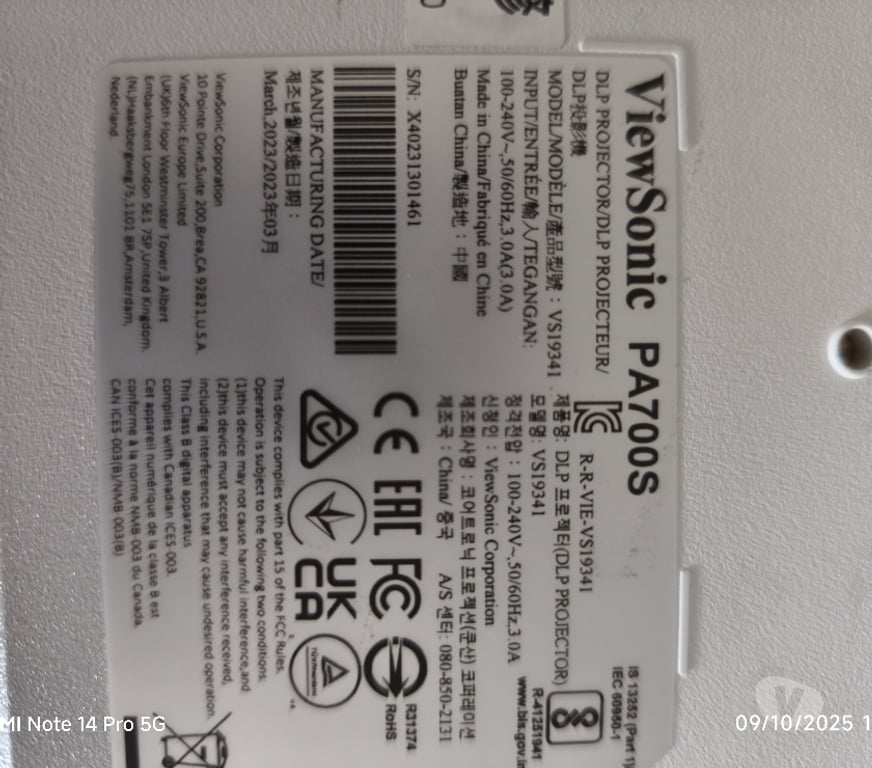 ViewSonic PA700S
DLP PROJECTOR/DLP PROJECTEUR/
DLP投影機
MODEL/MODÈLE/產品型號：VS19341
INPUT/ENTRÉE/輸入/TEGANGAN:
100-240V~,50/60Hz,3.0A(3.0A)
Made in China/Fabriqué en Chine
Buatan China/製造地：中國
S/N: X40231301461
MANUFACTURING DATE/
제조년월/製造日期：
March,2023/2023年03月
ViewSonic Corporation
10 Pointe Drive,Suite 200,Brea,CA 92821,U.S.A.
ViewSonic Europe Limited
(UK)6th Floor Westminster Tower,3 Albert
Embankment London SE1 7SP,United Kingdom.
(NL)Haaksbergweg75,1101 BR,Amsterdam,
Nederland.
R-R-VIE-VS19341
제품명: DLP 프로젝터(DLP PROJECTOR)
모델명: VS19341
정격전압：100-240V~,50/60Hz,3.0A
신청인：ViewSonic Corporation
제조회사명：코어트로닉 프로젝션(쿤산) 코퍼레이션
제조국：China/ 중국 A/S 센터: 080-850-2131
IS 13252 (Part 1)/
IEC 60950-1
R-41251941
www.bis.gov.in
CE EAC FC
R31374
RoHS
UK
CA
This device complies with part 15 of the FCC Rules.
Operation is subject to the following two conditions:
(1)this device may not cause harmful interference,and
(2)this device must accept any interference received,
including interference that may cause undesired operation.
This Class B digital apparatus
complies with Canadian ICES-003.
Cet appareil numérique de la classe B est
conforme à la norme NMB-003 du Canada.
CAN ICES-003(B)/NMB-003(B)
MI Note 14 Pro 5G
09/10/2025 1